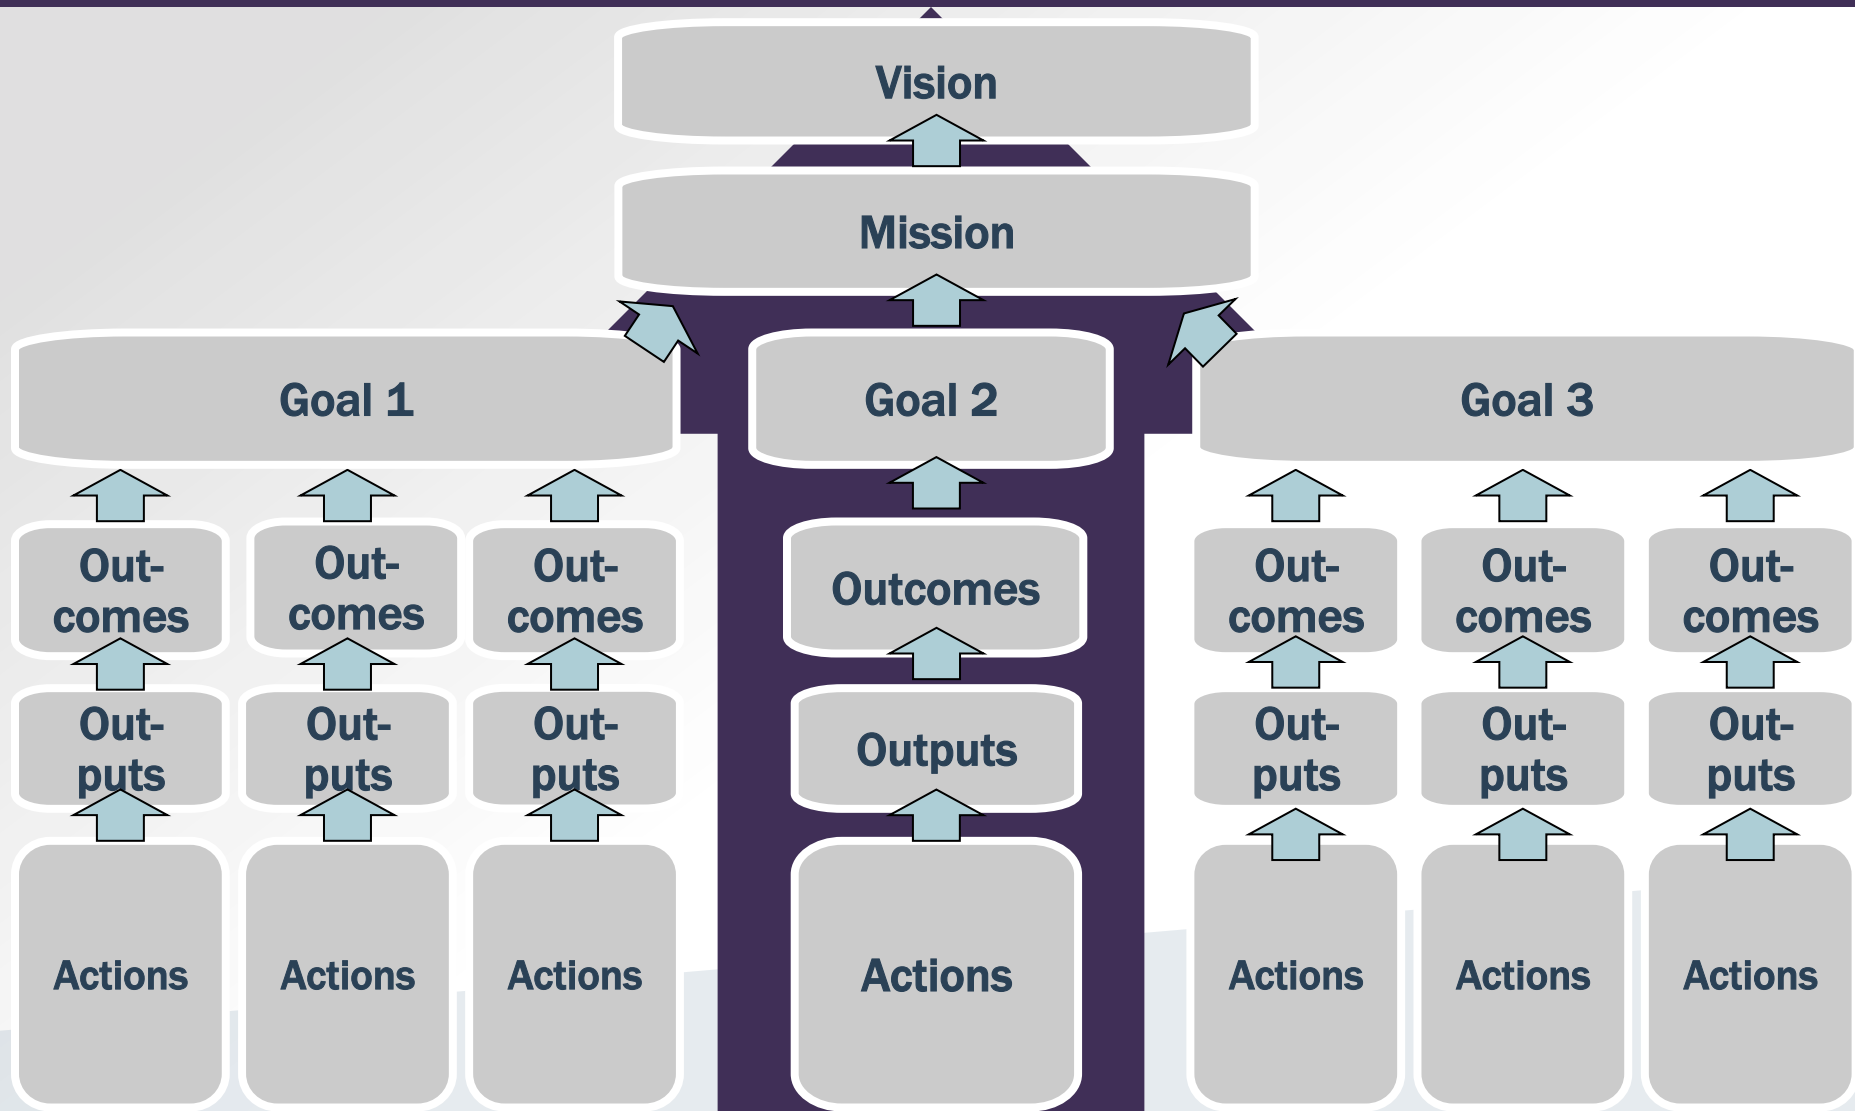 Vision
Mission
Goal 1
Goal 2
Goal 3
Out-
comes
Out-
comes
Out-
comes
Outcomes
Out-
comes
Out-
comes
Out-
comes
Out-
puts
Out-
puts
Out-
puts
Outputs
Out-
puts
Out-
puts
Out-
puts
Actions
Actions
Actions
Actions
Actions
Actions
Actions